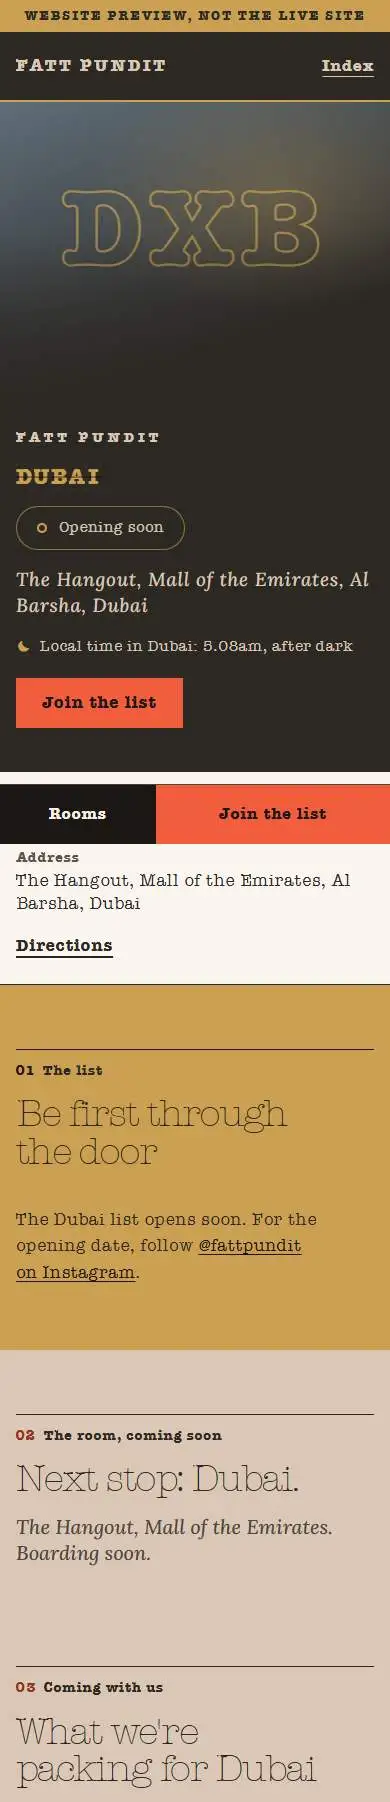 WEBSITE PREVIEW, NOT THE LIVE SITE
FATT PUNDIT
Index
DXB
FATT PUNDIT
DUBAI
Opening soon
The Hangout, Mall of the Emirates, Al
Barsha, Dubai
Local time in Dubai: 5.08am, after dark
Join the list
Rooms
Join the list
Address
The Hangout, Mall of the Emirates, Al
Barsha, Dubai
Directions
01 The list
Be first through
the door
The Dubai list opens soon. For the
opening date, follow @fattpundit
on Instagram.
02 The room, coming soon
Next stop: Dubai.
The Hangout, Mall of the Emirates.
Boarding soon.
03 Coming with us
What we're
packing for Dubai